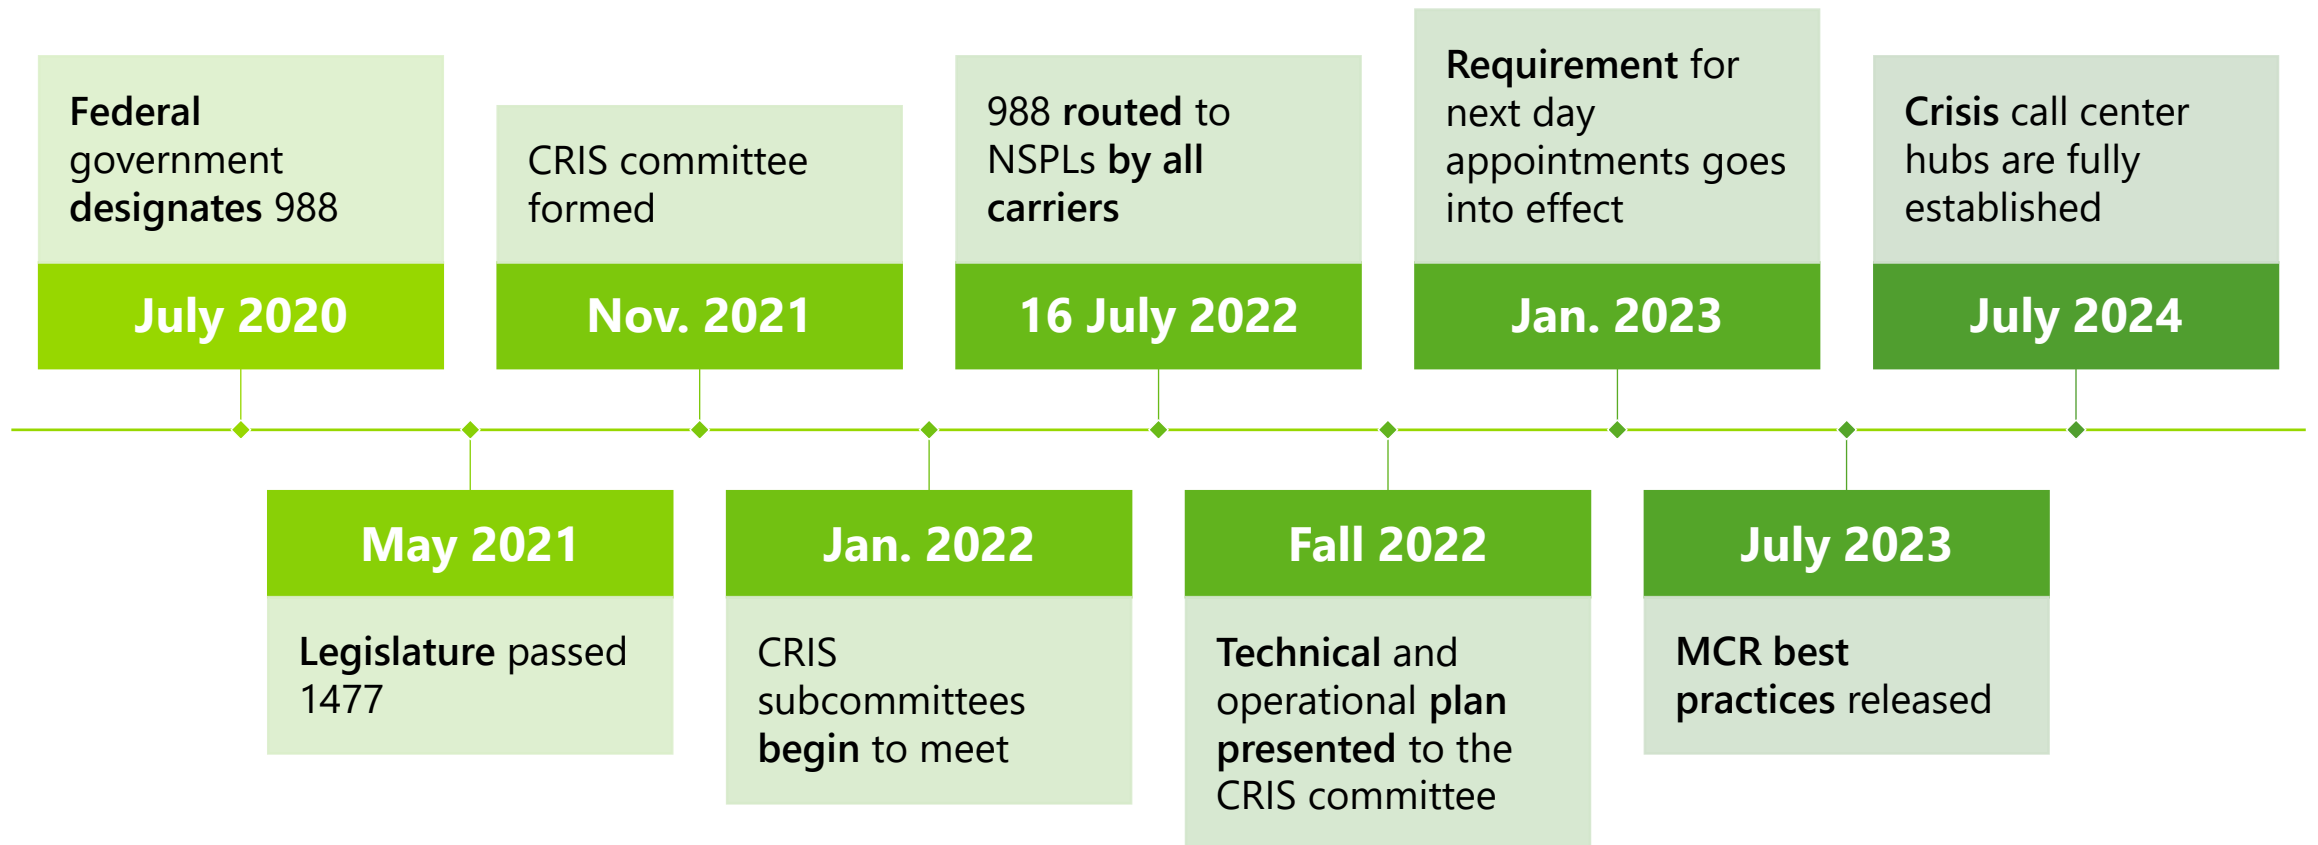 Federal
government
designates 988
July 2020
May 2021
Legislature passed
1477
CRIS committee
formed
Nov. 2021
Jan. 2022
CRIS
subcommittees
begin to meet
988 routed to
NSPLs by all
carriers
16 July 2022
Fall 2022
Technical and
operational plan
presented to the
CRIS committee
Requirement for
next day
appointments goes
into effect
Jan. 2023
July 2023
MCR best
practices released
Crisis call center
hubs are fully
established
July 2024